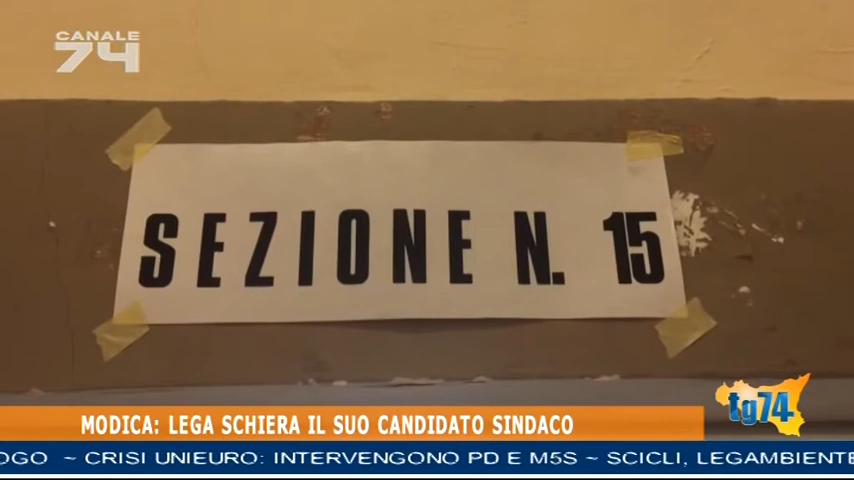 CANALE
74
SEZIONE N. 15
tg74
MODICA: LEGA SCHIERA IL SUO CANDIDATO SINDACO
OGO ~ CRISI UNIEURO: INTERVENGONO PD E M5S ~ SCICLI, LEGAMBIENTE